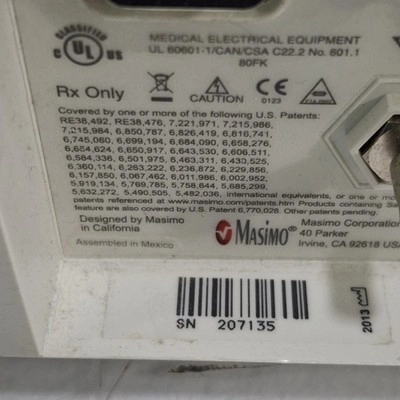 CLASSIFIED
C UL US
MEDICAL ELECTRICAL EQUIPMENT
UL 60601-1/CAN/CSA C22.2 No. 601.1
80FK
Rx Only
CAUTION
CE
0123
Covered by one or more of the following U.S. Patents:
RE38,492, RE38,476, 7,221,971, 7,215,986,
7,215,984, 6,850,787, 6,826,419, 6,816,741,
6,745,060, 6,699,194, 6,684,090, 6,658,276,
6,654,624, 6,650,917, 6,643,530, 6,606,511,
6,584,336, 6,501,975, 6,463,311, 6,430,525,
6,360,114, 6,263,222, 6,236,872, 6,229,856,
6,157,850, 6,067,462, 6,011,986, 6,002,952,
5,919,134, 5,769,785, 5,758,644, 5,685,299,
5,632,272, 5,490,505, 5,482,036, international equivalents, or one or mo
patents referenced at www.masimo.com/patents.htm. Products containing
feature are also covered by U.S. Patent 6,770,028. Other patents pending.
Designed by Masimo
in California
Assembled in Mexico
Masimo®
Masimo Corporation
40 Parker
Irvine, CA 92618 USA
SN 207135
2013